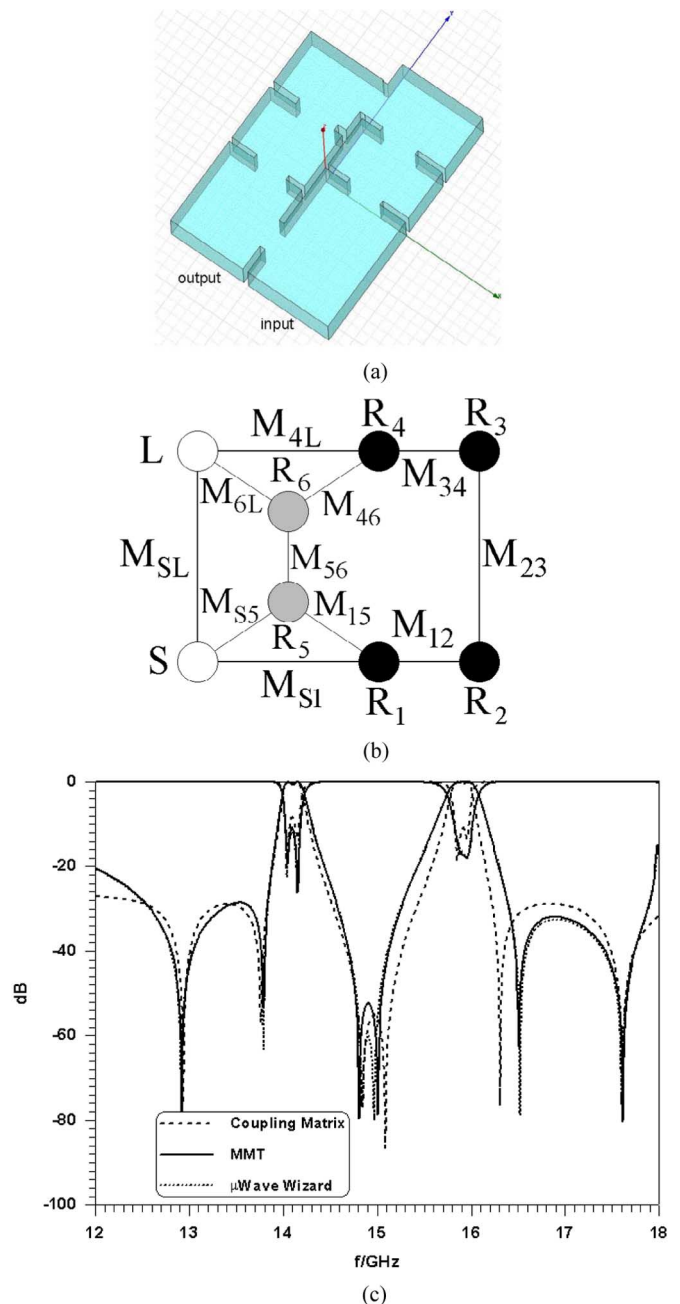 Y
output
input
(a)
L
M4L
R4
R3
M6L
R6
M46
M34
MSL
M56
M23
MS5
M15
M12
S
R5
MS1
R1
R2
(b)
0
-20
-40
-60
-80
-100
dB
Coupling Matrix
MMT
μWave Wizard
12
13
14
15
16
17
18
f/GHz
(c)